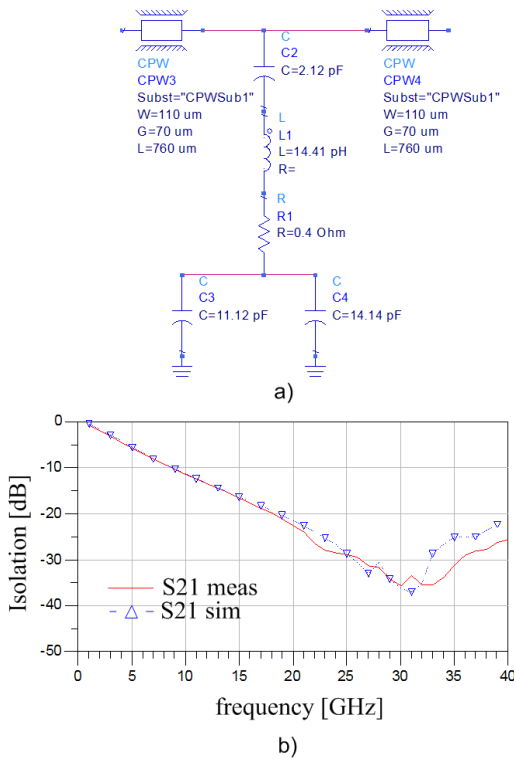 C
C2
C=2.12 pF
CPW
CPW3
Subst="CPWSub1"
W=110 um
G=70 um
L=760 um
L
L1
L=14.41 pH
R=
CPW
CPW4
Subst="CPWSub1"
W=110 um
G=70 um
L=760 um
R
R1
R=0.4 Ohm
C
C3
C=11.12 pF
C
C4
C=14.14 pF
a)
Isolation [dB]
0
-10
-20
-30
-40
-50
S21 meas
S21 sim
0 5 10 15 20 25 30 35 40
frequency [GHz]
b)